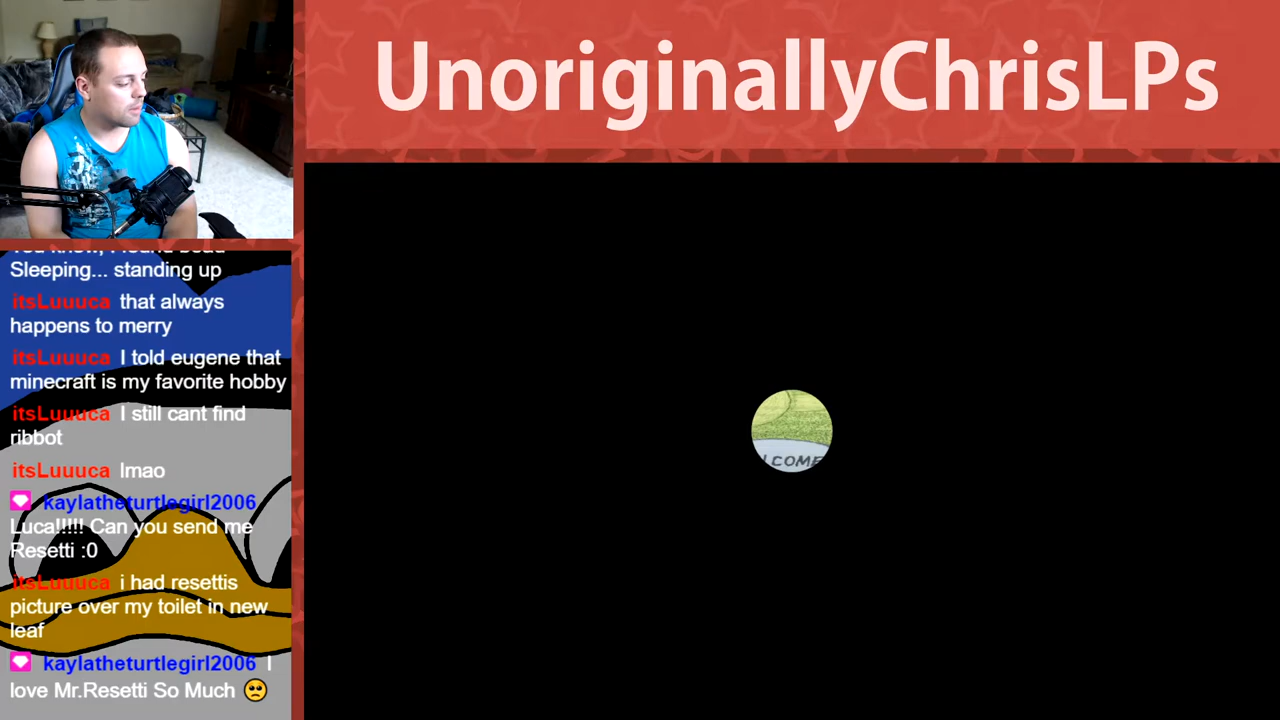 UnoriginallyChrisLPs
Sleeping... standing up
itsLuuuca that always
happens to merry
itsLuuuca I told eugene that
minecraft is my favorite hobby
itsLuuuca I still cant find
ribbot
itsLuuuca lmao
kaylatheturtlegirl2006
Luca!!!!! Can you send me
Resetti :0
itsLuuuca i had resettis
picture over my toilet in new
leaf
kaylatheturtlegirl2006 I
love Mr.Resetti So Much 🥺
LCOME